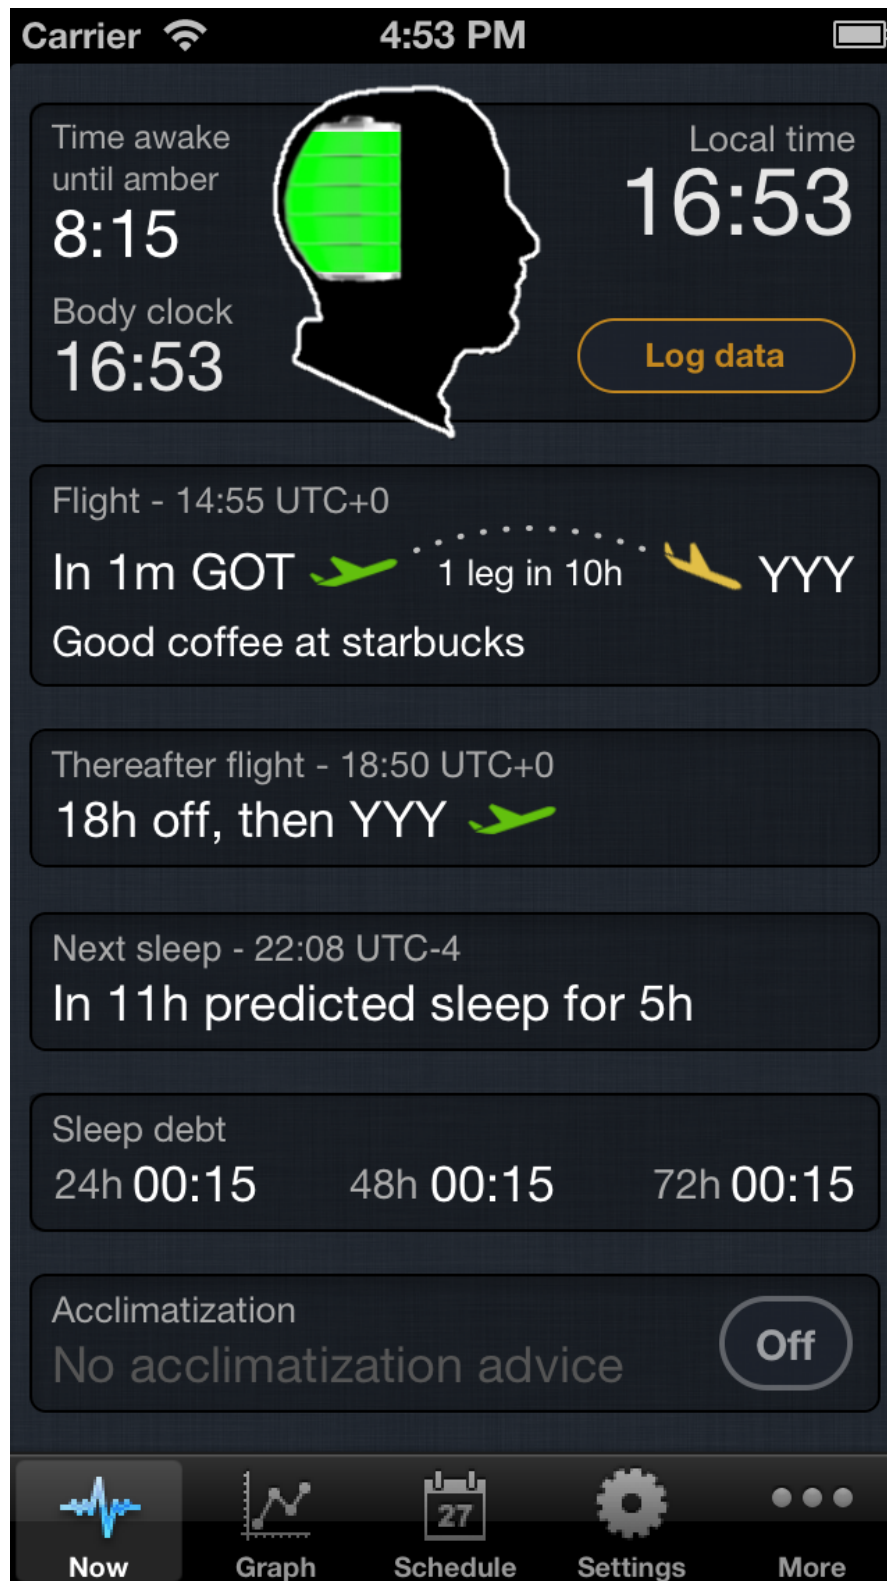 Carrier 4:53 PM
Time awake
until amber
8:15
Body clock
16:53
Local time
16:53
Log data
Flight - 14:55 UTC+0
In 1m GOT 1 leg in 10h YYY
Good coffee at starbucks
Thereafter flight - 18:50 UTC+0
18h off, then YYY
Next sleep - 22:08 UTC-4
In 11h predicted sleep for 5h
Sleep debt
24h 00:15 48h 00:15 72h 00:15
Acclimatization
No acclimatization advice
Off
27
Now Graph Schedule Settings More